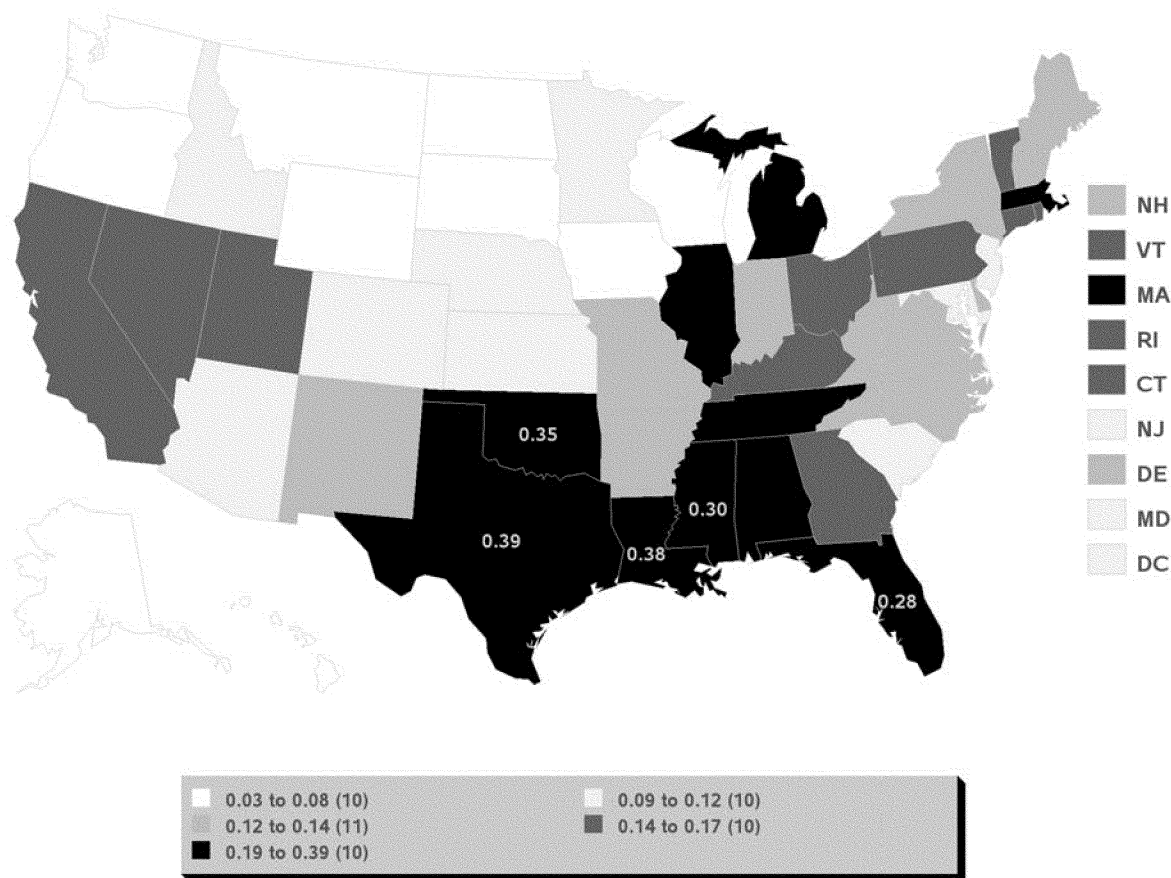 NH
VT
MA
RI
CT
NJ
DE
MD
DC
0.35
0.30
0.39
0.38
0.28
0.03 to 0.08 (10)
0.09 to 0.12 (10)
0.12 to 0.14 (11)
0.14 to 0.17 (10)
0.19 to 0.39 (10)